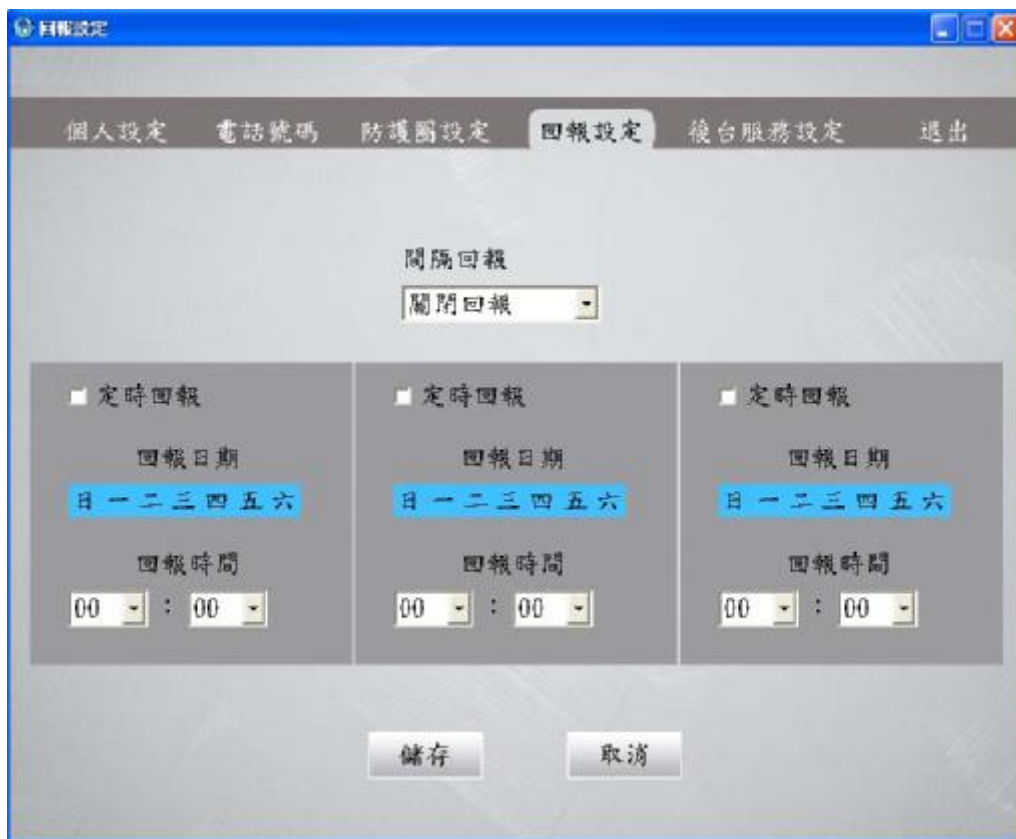 回報設定
個人設定 電話號碼 防護圈設定 回報設定 後台服務設定 退出
間隔回報
關閉回報
定時回報 定時回報 定時回報
回報日期 回報日期 回報日期
日一二三四五六 日一二三四五六 日一二三四五六
回報時間 回報時間 回報時間
00 : 00 00 : 00 00 : 00
儲存 取消